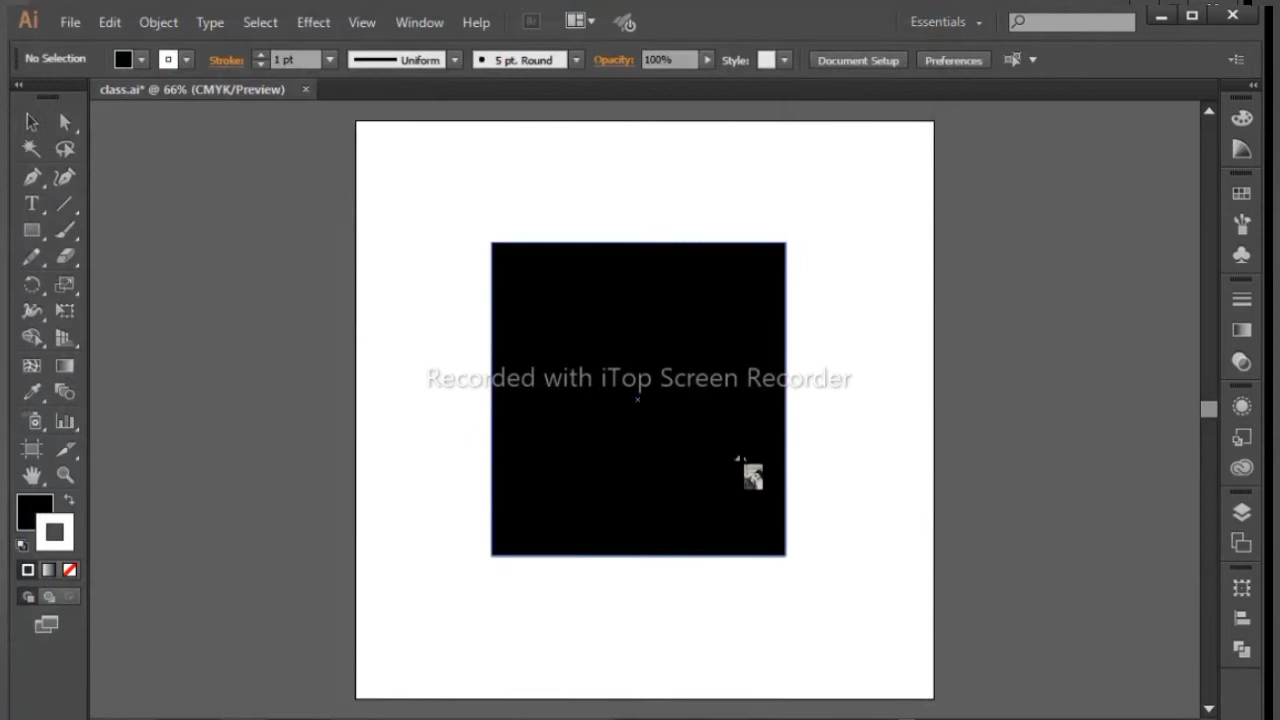 Ai File Edit Object Type Select Effect View Window Help Br Essentials
No Selection Stroke: 1 pt Uniform 5 pt. Round Opacity: 100% Style: Document Setup Preferences
class.ai* @ 66% (CMYK/Preview) ×
Recorded with iTop Screen Recorder